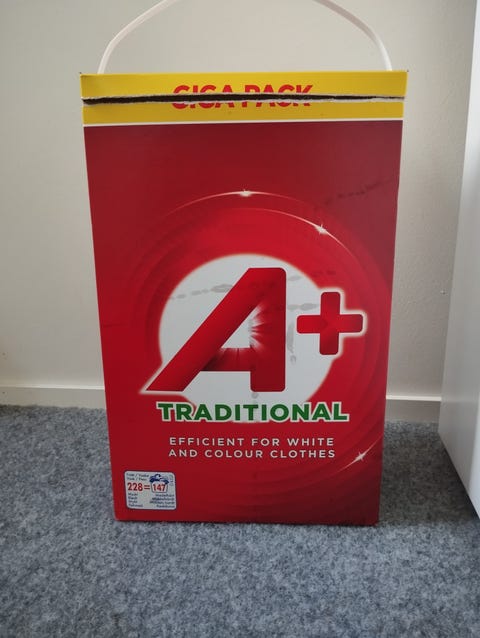 GIGA PACK
A+
TRADITIONAL
EFFICIENT FOR WHITE
AND COLOUR CLOTHES
228=147